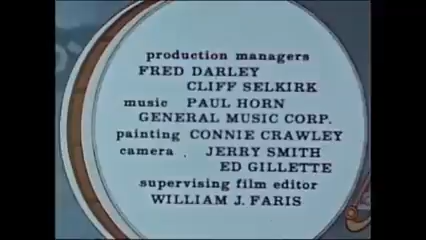 production managers
FRED DARLEY
CLIFF SELKIRK
music PAUL HORN
GENERAL MUSIC CORP.
painting CONNIE CRAWLEY
camera . JERRY SMITH
ED GILLETTE
supervising film editor
WILLIAM J. FARIS